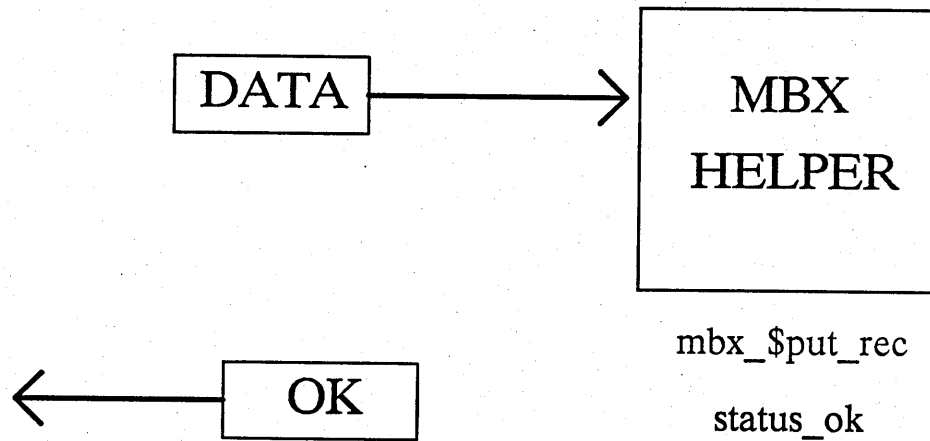 DATA
MBX
HELPER
mbx_$put_rec
OK
status_ok